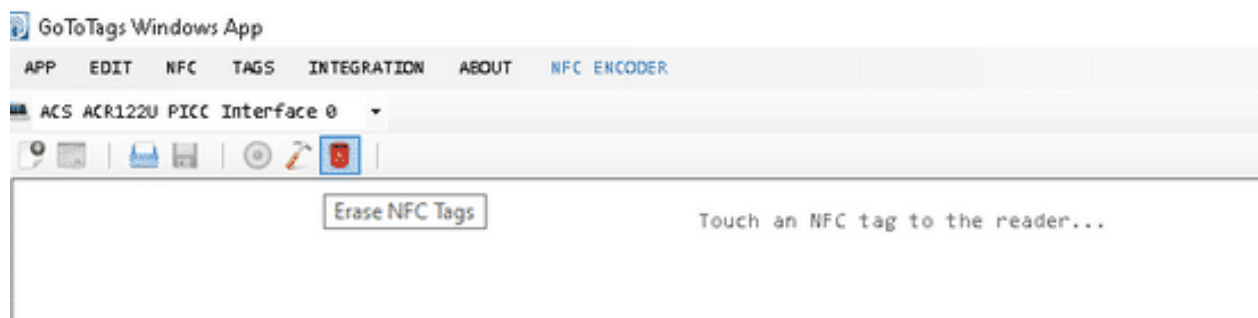 GoToTags Windows App
APP EDIT NFC TAGS INTEGRATION ABOUT NFC ENCODER
ACS ACR122U PICC Interface 0
Erase NFC Tags
Touch an NFC tag to the reader...